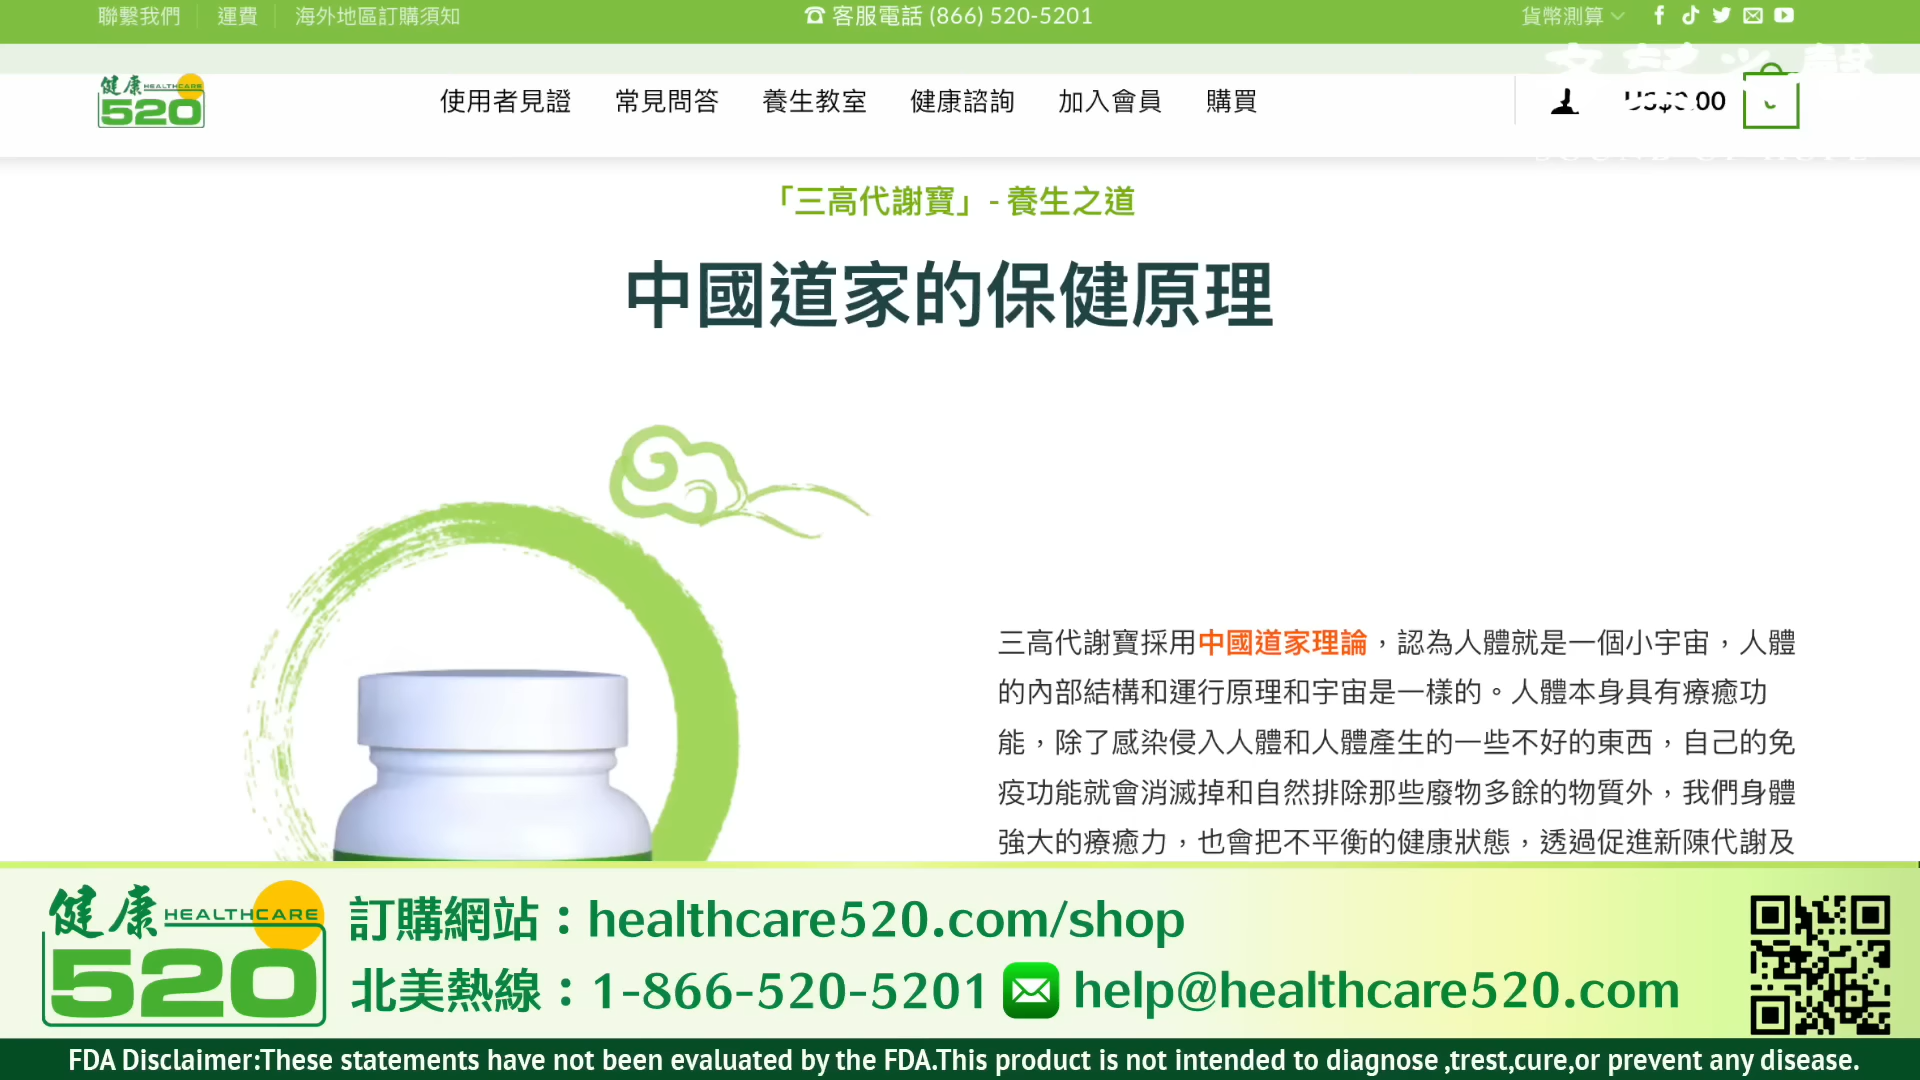 聯繫我們 運費 海外地區訂購須知 客服電話 (866) 520-5201 貨幣測算
健康 HEALTHCARE
520
使用者見證 常見問答 養生教室 健康諮詢 加入會員 購買
「三高代謝寶」- 養生之道
中國道家的保健原理
三高代謝寶採用中國道家理論，認為人體就是一個小宇宙，人體
的內部結構和運行原理和宇宙是一樣的。人體本身具有療癒功
能，除了感染侵入人體和人體產生的一些不好的東西，自己的免
疫功能就會消滅掉和自然排除那些廢物多餘的物質外，我們身體
強大的療癒力，也會把不平衡的健康狀態，透過促進新陳代謝及
健康 HEALTHCARE
520
訂購網站：healthcare520.com/shop
北美熱線：1-866-520-5201 help@healthcare520.com
FDA Disclaimer:These statements have not been evaluated by the FDA.This product is not intended to diagnose ,trest,cure,or prevent any disease.